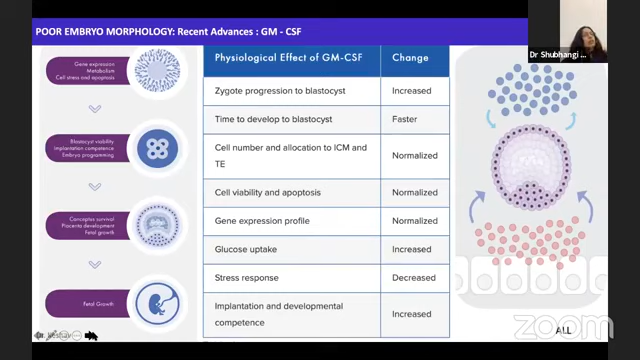 POOR EMBRYO MORPHOLOGY: Recent Advances : GM - CSF
Dr Shubhangi
Gene expression
Metabolism
Cell stress and apoptosis
Blastocyst viability
Implantation competence
Embryo programming
Conceptus survival
Placenta development
Fetal growth
Fetal Growth
Physiological Effect of GM-CSF Change
Zygote progression to blastocyst Increased
Time to develop to blastocyst Faster
Cell number and allocation to ICM and
TE Normalized
Cell viability and apoptosis Normalized
Gene expression profile Normalized
Glucose uptake Increased
Stress response Decreased
Implantation and developmental
competence Increased
ALL
zoom